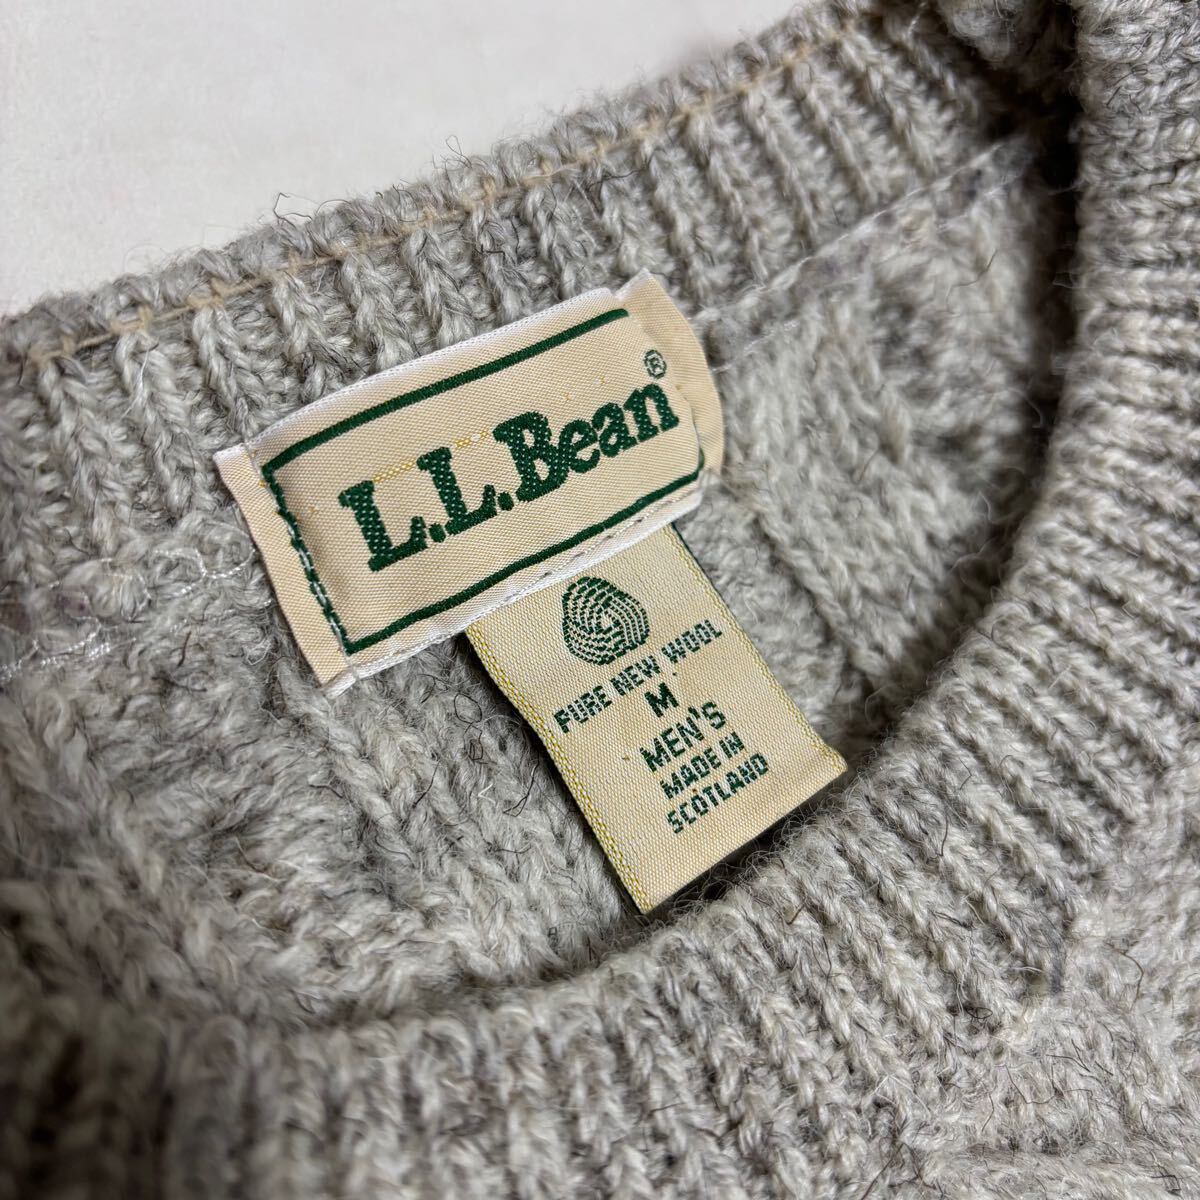 L.L.Bean®
PURE NEW WOOL
M
MEN'S
MADE IN
SCOTLAND